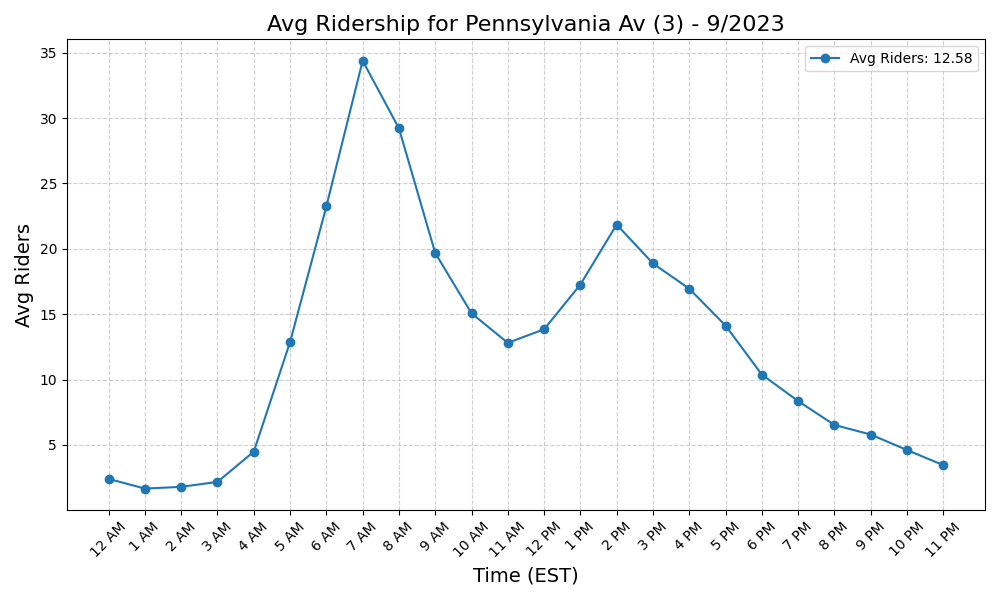 Avg Ridership for Pennsylvania Av (3) - 9/2023
Avg Riders: 12.58
Avg Riders
35
30
25
20
15
10
5
12 AM
1 AM
2 AM
3 AM
4 AM
5 AM
6 AM
7 AM
8 AM
9 AM
10 AM
11 AM
12 PM
1 PM
2 PM
3 PM
4 PM
5 PM
6 PM
7 PM
8 PM
9 PM
10 PM
11 PM
Time (EST)